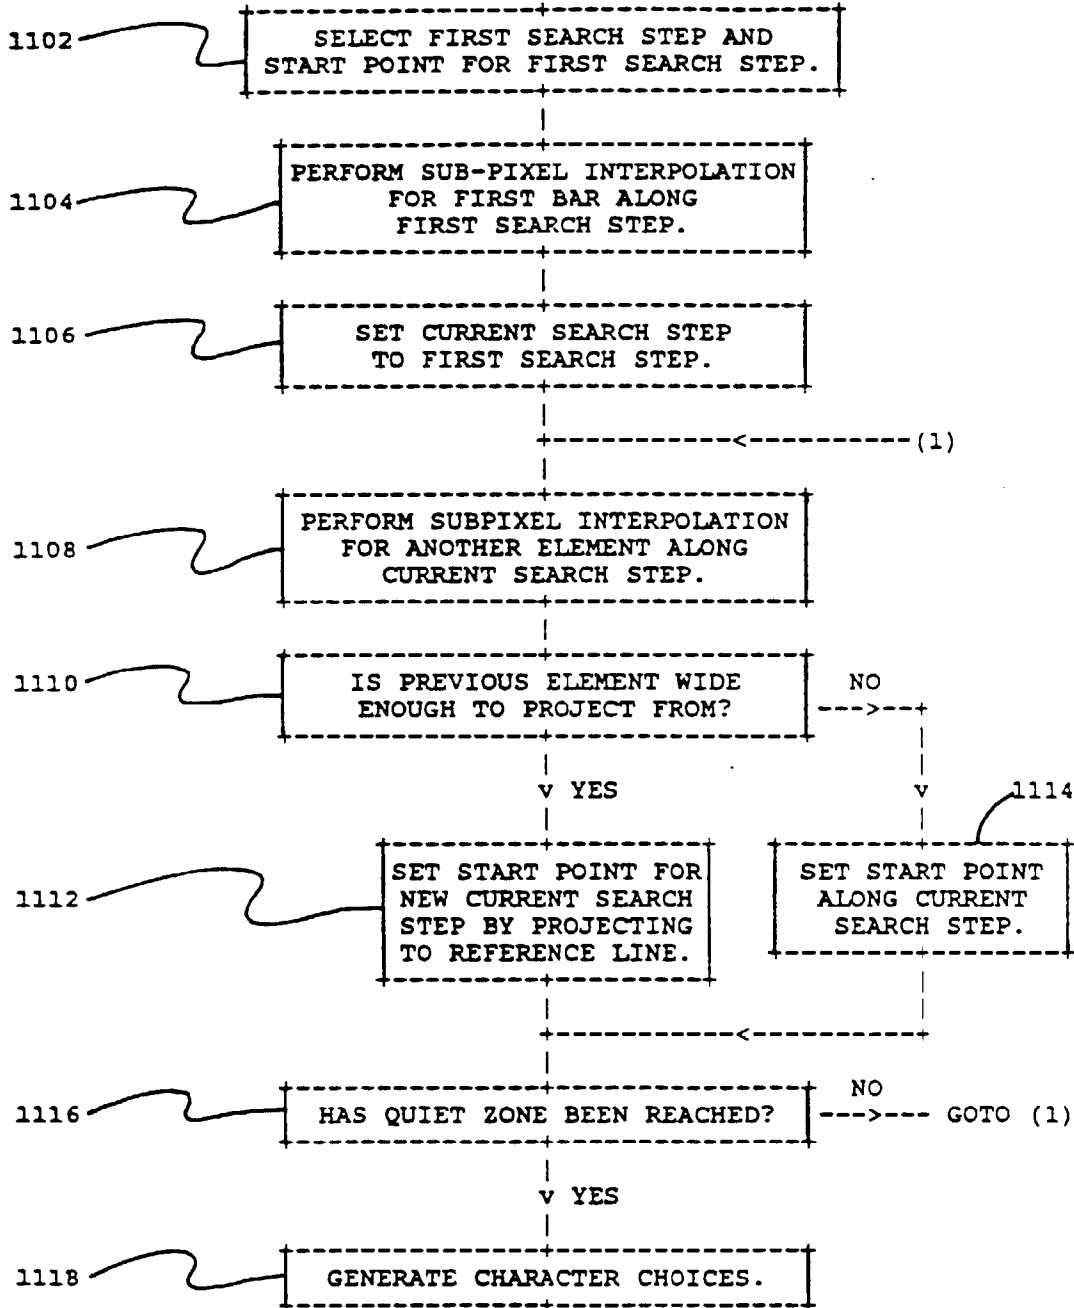 1102
SELECT FIRST SEARCH STEP AND
START POINT FOR FIRST SEARCH STEP.
1104
PERFORM SUB-PIXEL INTERPOLATION
FOR FIRST BAR ALONG
FIRST SEARCH STEP.
1106
SET CURRENT SEARCH STEP
TO FIRST SEARCH STEP.
(1)
1108
PERFORM SUBPIXEL INTERPOLATION
FOR ANOTHER ELEMENT ALONG
CURRENT SEARCH STEP.
1110
IS PREVIOUS ELEMENT WIDE
ENOUGH TO PROJECT FROM?
NO
YES
1114
1112
SET START POINT FOR
NEW CURRENT SEARCH
STEP BY PROJECTING
TO REFERENCE LINE.
SET START POINT
ALONG CURRENT
SEARCH STEP.
1116
HAS QUIET ZONE BEEN REACHED?
NO
GOTO (1)
YES
1118
GENERATE CHARACTER CHOICES.